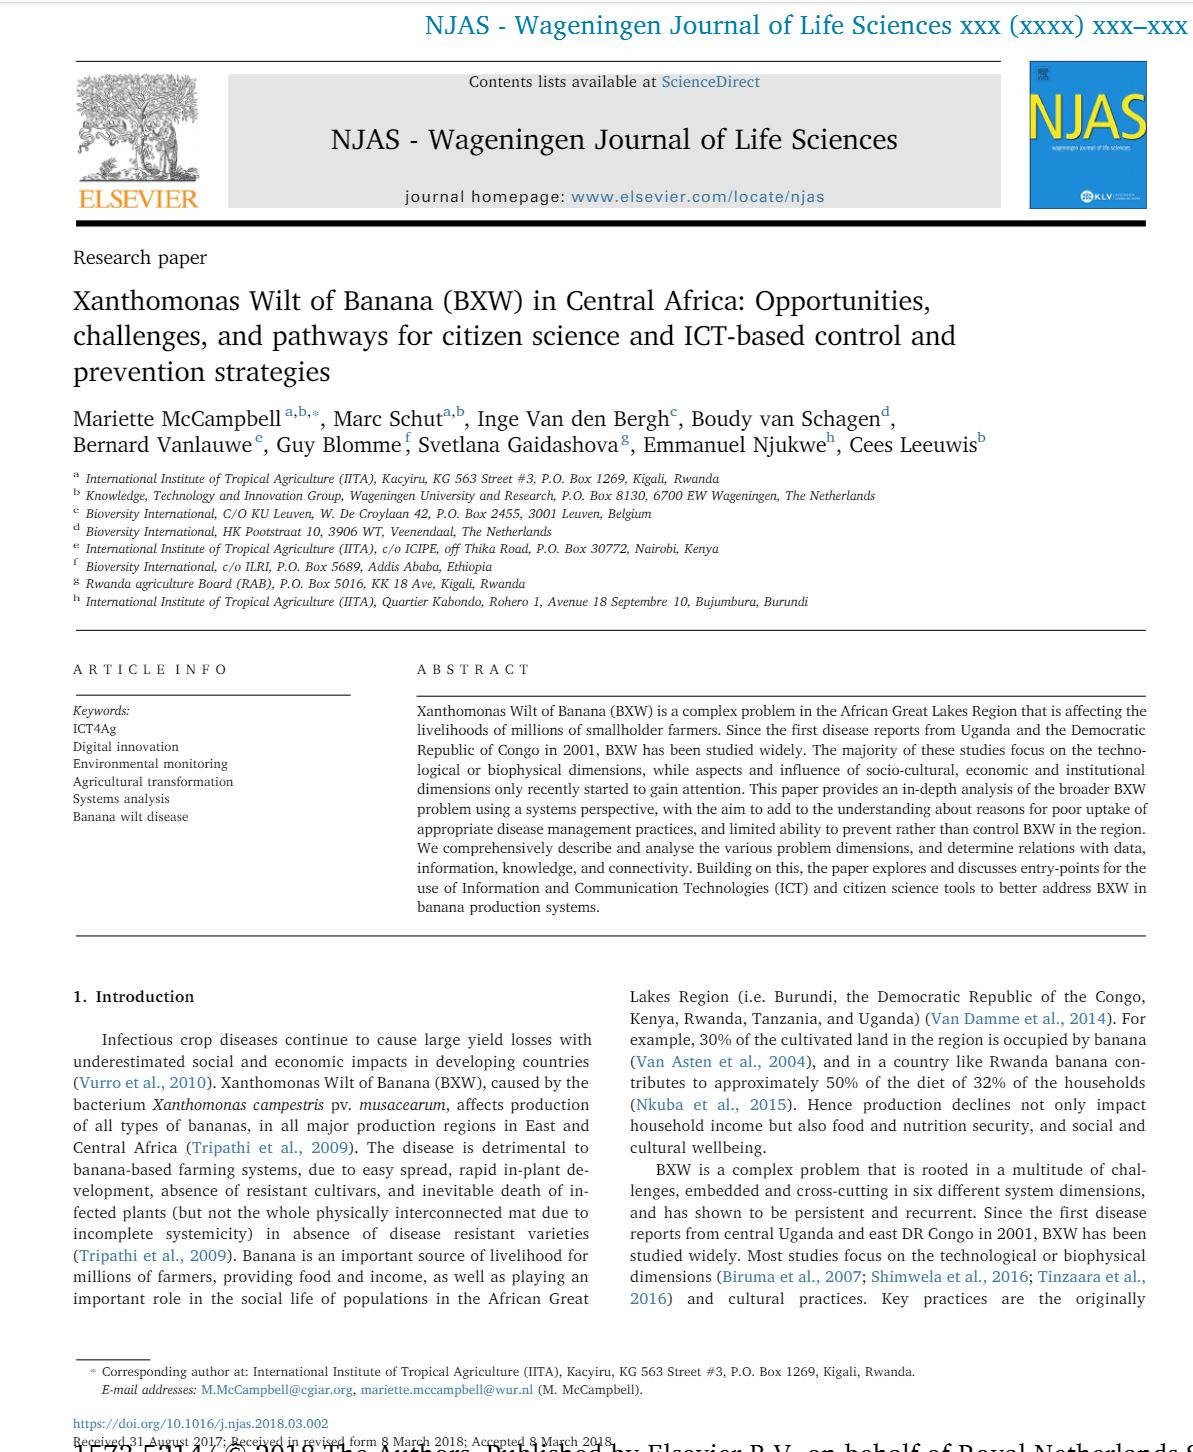 NJAS - Wageningen Journal of Life Sciences xxx (xxxx) xxx–xxx
Contents lists available at ScienceDirect
NJAS - Wageningen Journal of Life Sciences
journal homepage: www.elsevier.com/locate/njas
ELSEVIER
NJAS
wageningen journal of life sciences
KLV
Research paper
Xanthomonas Wilt of Banana (BXW) in Central Africa: Opportunities,
challenges, and pathways for citizen science and ICT-based control and
prevention strategies
Mariette McCampbell a,b,*, Marc Schut a,b, Inge Van den Bergh c, Boudy van Schagen d,
Bernard Vanlauwe e, Guy Blomme f, Svetlana Gaidashova g, Emmanuel Njukwe h, Cees Leeuwis b
a International Institute of Tropical Agriculture (IITA), Kacyiru, KG 563 Street #3, P.O. Box 1269, Kigali, Rwanda
b Knowledge, Technology and Innovation Group, Wageningen University and Research, P.O. Box 8130, 6700 EW Wageningen, The Netherlands
c Bioversity International, C/O KU Leuven, W. De Croylaan 42, P.O. Box 2455, 3001 Leuven, Belgium
d Bioversity International, HK Pootstraat 10, 3906 WT, Veenendaal, The Netherlands
e International Institute of Tropical Agriculture (IITA), c/o ICIPE, off Thika Road, P.O. Box 30772, Nairobi, Kenya
f Bioversity International, c/o ILRI, P.O. Box 5689, Addis Ababa, Ethiopia
g Rwanda agriculture Board (RAB), P.O. Box 5016, KK 18 Ave, Kigali, Rwanda
h International Institute of Tropical Agriculture (IITA), Quartier Kabondo, Rohero 1, Avenue 18 Septembre 10, Bujumbura, Burundi
ARTICLE INFO
Keywords:
ICT4Ag
Digital innovation
Environmental monitoring
Agricultural transformation
Systems analysis
Banana wilt disease
ABSTRACT
Xanthomonas Wilt of Banana (BXW) is a complex problem in the African Great Lakes Region that is affecting the
livelihoods of millions of smallholder farmers. Since the first disease reports from Uganda and the Democratic
Republic of Congo in 2001, BXW has been studied widely. The majority of these studies focus on the techno-
logical or biophysical dimensions, while aspects and influence of socio-cultural, economic and institutional
dimensions only recently started to gain attention. This paper provides an in-depth analysis of the broader BXW
problem using a systems perspective, with the aim to add to the understanding about reasons for poor uptake of
appropriate disease management practices, and limited ability to prevent rather than control BXW in the region.
We comprehensively describe and analyse the various problem dimensions, and determine relations with data,
information, knowledge, and connectivity. Building on this, the paper explores and discusses entry-points for the
use of Information and Communication Technologies (ICT) and citizen science tools to better address BXW in
banana production systems.
1. Introduction
Infectious crop diseases continue to cause large yield losses with
underestimated social and economic impacts in developing countries
(Vurro et al., 2010). Xanthomonas Wilt of Banana (BXW), caused by the
bacterium Xanthomonas campestris pv. musacearum, affects production
of all types of bananas, in all major production regions in East and
Central Africa (Tripathi et al., 2009). The disease is detrimental to
banana-based farming systems, due to easy spread, rapid in-plant de-
velopment, absence of resistant cultivars, and inevitable death of in-
fected plants (but not the whole physically interconnected mat due to
incomplete systemicity) in absence of disease resistant varieties
(Tripathi et al., 2009). Banana is an important source of livelihood for
millions of farmers, providing food and income, as well as playing an
important role in the social life of populations in the African Great
Lakes Region (i.e. Burundi, the Democratic Republic of the Congo,
Kenya, Rwanda, Tanzania, and Uganda) (Van Damme et al., 2014). For
example, 30% of the cultivated land in the region is occupied by banana
(Van Asten et al., 2004), and in a country like Rwanda banana con-
tributes to approximately 50% of the diet of 32% of the households
(Nkuba et al., 2015). Hence production declines not only impact
household income but also food and nutrition security, and social and
cultural wellbeing.
BXW is a complex problem that is rooted in a multitude of chal-
lenges, embedded and cross-cutting in six different system dimensions,
and has shown to be persistent and recurrent. Since the first disease
reports from central Uganda and east DR Congo in 2001, BXW has been
studied widely. Most studies focus on the technological or biophysical
dimensions (Biruma et al., 2007; Shimwela et al., 2016; Tinzaara et al.,
2016) and cultural practices. Key practices are the originally
* Corresponding author at: International Institute of Tropical Agriculture (IITA), Kacyiru, KG 563 Street #3, P.O. Box 1269, Kigali, Rwanda.
E-mail addresses: M.McCampbell@cgiar.org, mariette.mccampbell@wur.nl (M. McCampbell).
https://doi.org/10.1016/j.njas.2018.03.002
Received 31 August 2017; Received in revised form 8 March 2018; Accepted 8 March 2018
1573-5214/ © 2018 The Authors. Published by Elsevier B.V. on behalf of Royal Netherlands